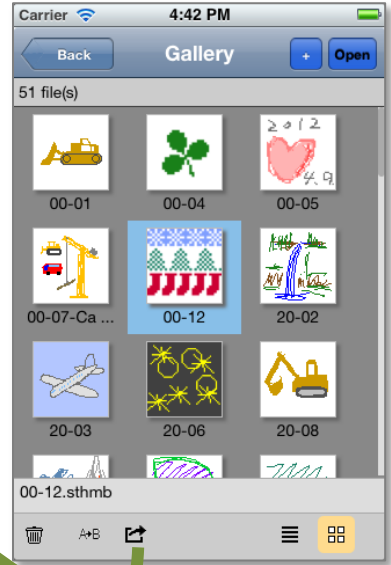 Carrier 4:42 PM
Back Gallery + Open
51 file(s)
2012
4.9
00-01 00-04 00-05
00-07-Ca ... 00-12 20-02
20-03 20-06 20-08
00-12.sthmb
A→B